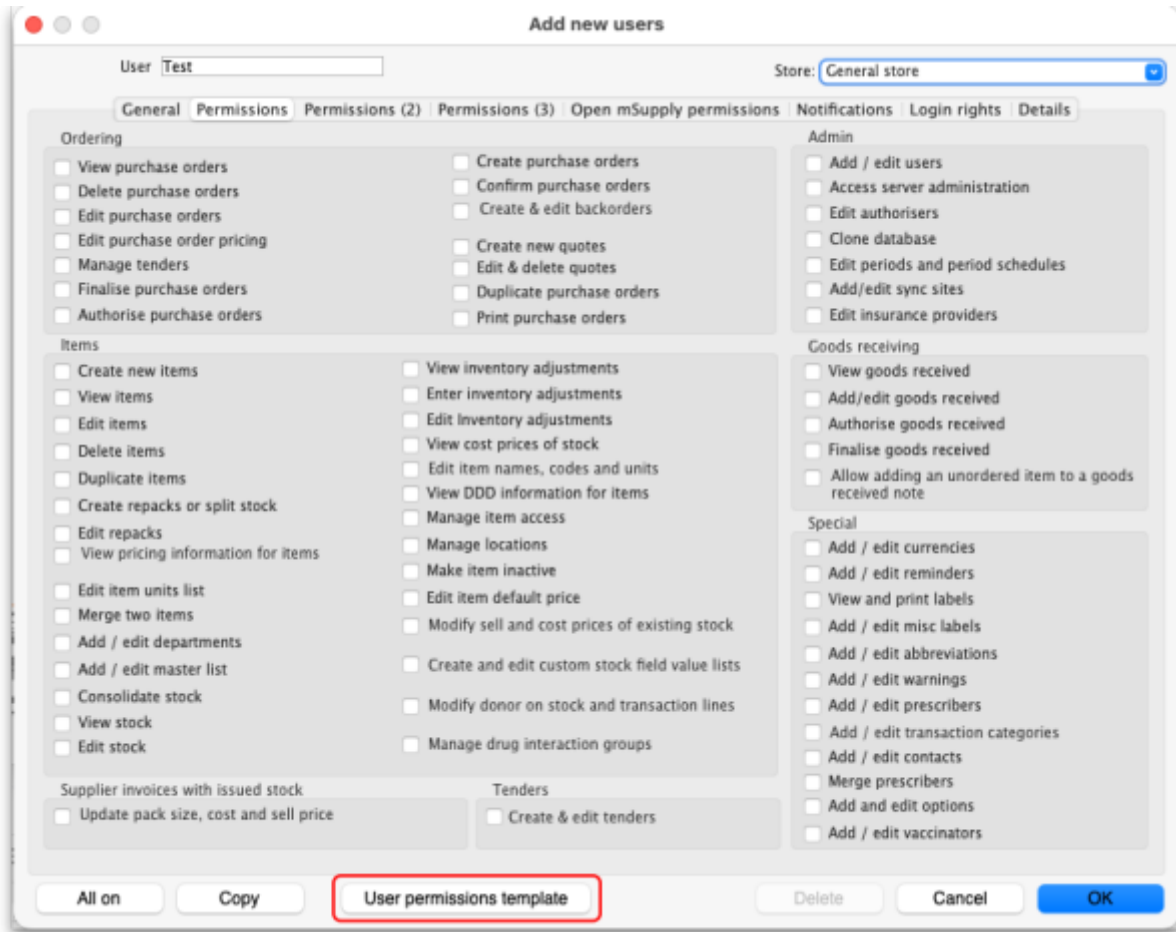 Add new users
User Test
Store: General store
General Permissions Permissions (2) Permissions (3) Open mSupply permissions Notifications Login rights Details
Ordering
View purchase orders
Delete purchase orders
Edit purchase orders
Edit purchase order pricing
Manage tenders
Finalise purchase orders
Authorise purchase orders
Create purchase orders
Confirm purchase orders
Create & edit backorders
Create new quotes
Edit & delete quotes
Duplicate purchase orders
Print purchase orders
Items
Create new items
View items
Edit items
Delete items
Duplicate items
Create repacks or split stock
Edit repacks
View pricing information for items
Edit item units list
Merge two items
Add / edit departments
Add / edit master list
Consolidate stock
View stock
Edit stock
View inventory adjustments
Enter inventory adjustments
Edit Inventory adjustments
View cost prices of stock
Edit item names, codes and units
View DDD information for items
Manage item access
Manage locations
Make item inactive
Edit item default price
Modify sell and cost prices of existing stock
Create and edit custom stock field value lists
Modify donor on stock and transaction lines
Manage drug interaction groups
Supplier invoices with issued stock
Update pack size, cost and sell price
Tenders
Create & edit tenders
Admin
Add / edit users
Access server administration
Edit authorisers
Clone database
Edit periods and period schedules
Add/edit sync sites
Edit insurance providers
Goods receiving
View goods received
Add/edit goods received
Authorise goods received
Finalise goods received
Allow adding an unordered item to a goods
received note
Special
Add / edit currencies
Add / edit reminders
View and print labels
Add / edit misc labels
Add / edit abbreviations
Add / edit warnings
Add / edit prescribers
Add / edit transaction categories
Add / edit contacts
Merge prescribers
Add and edit options
Add / edit vaccinators
All on Copy User permissions template Delete Cancel OK